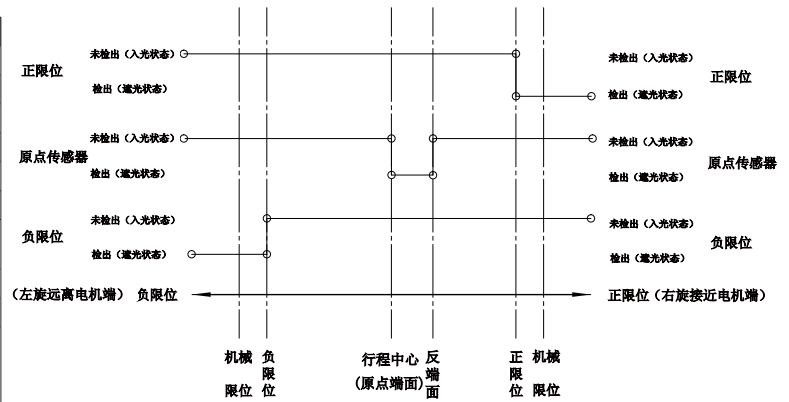 未检出（入光状态）
正限位
检出（遮光状态）
未检出（入光状态）
正限位
检出（遮光状态）
未检出（入光状态）
原点传感器
检出（遮光状态）
未检出（入光状态）
原点传感器
检出（遮光状态）
未检出（入光状态）
负限位
检出（遮光状态）
未检出（入光状态）
负限位
检出（遮光状态）
（左旋远离电机端） 负限位
正限位（右旋接近电机端）
机械
限位
负限位
行程中心
(原点端面)
反端面
正限位
机械
限位